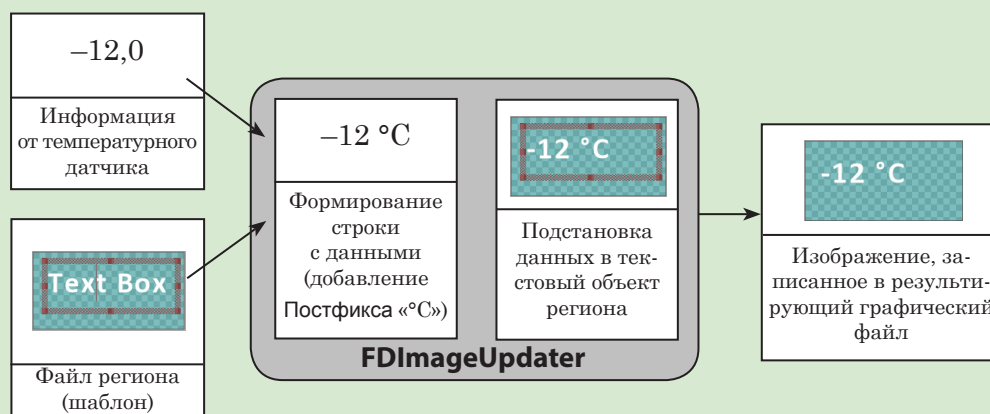 –12,0
Информация
от температурного
датчика
Text Box
Файл региона
(шаблон)
–12 °C
Формирование
строки
с данными
(добавление
Постфикса «°C»)
-12 °C
Подстановка
данных в тек-
стовый объект
региона
FDImageUpdater
-12 °C
Изображение, за-
писанное в результи-
рующий графический
файл